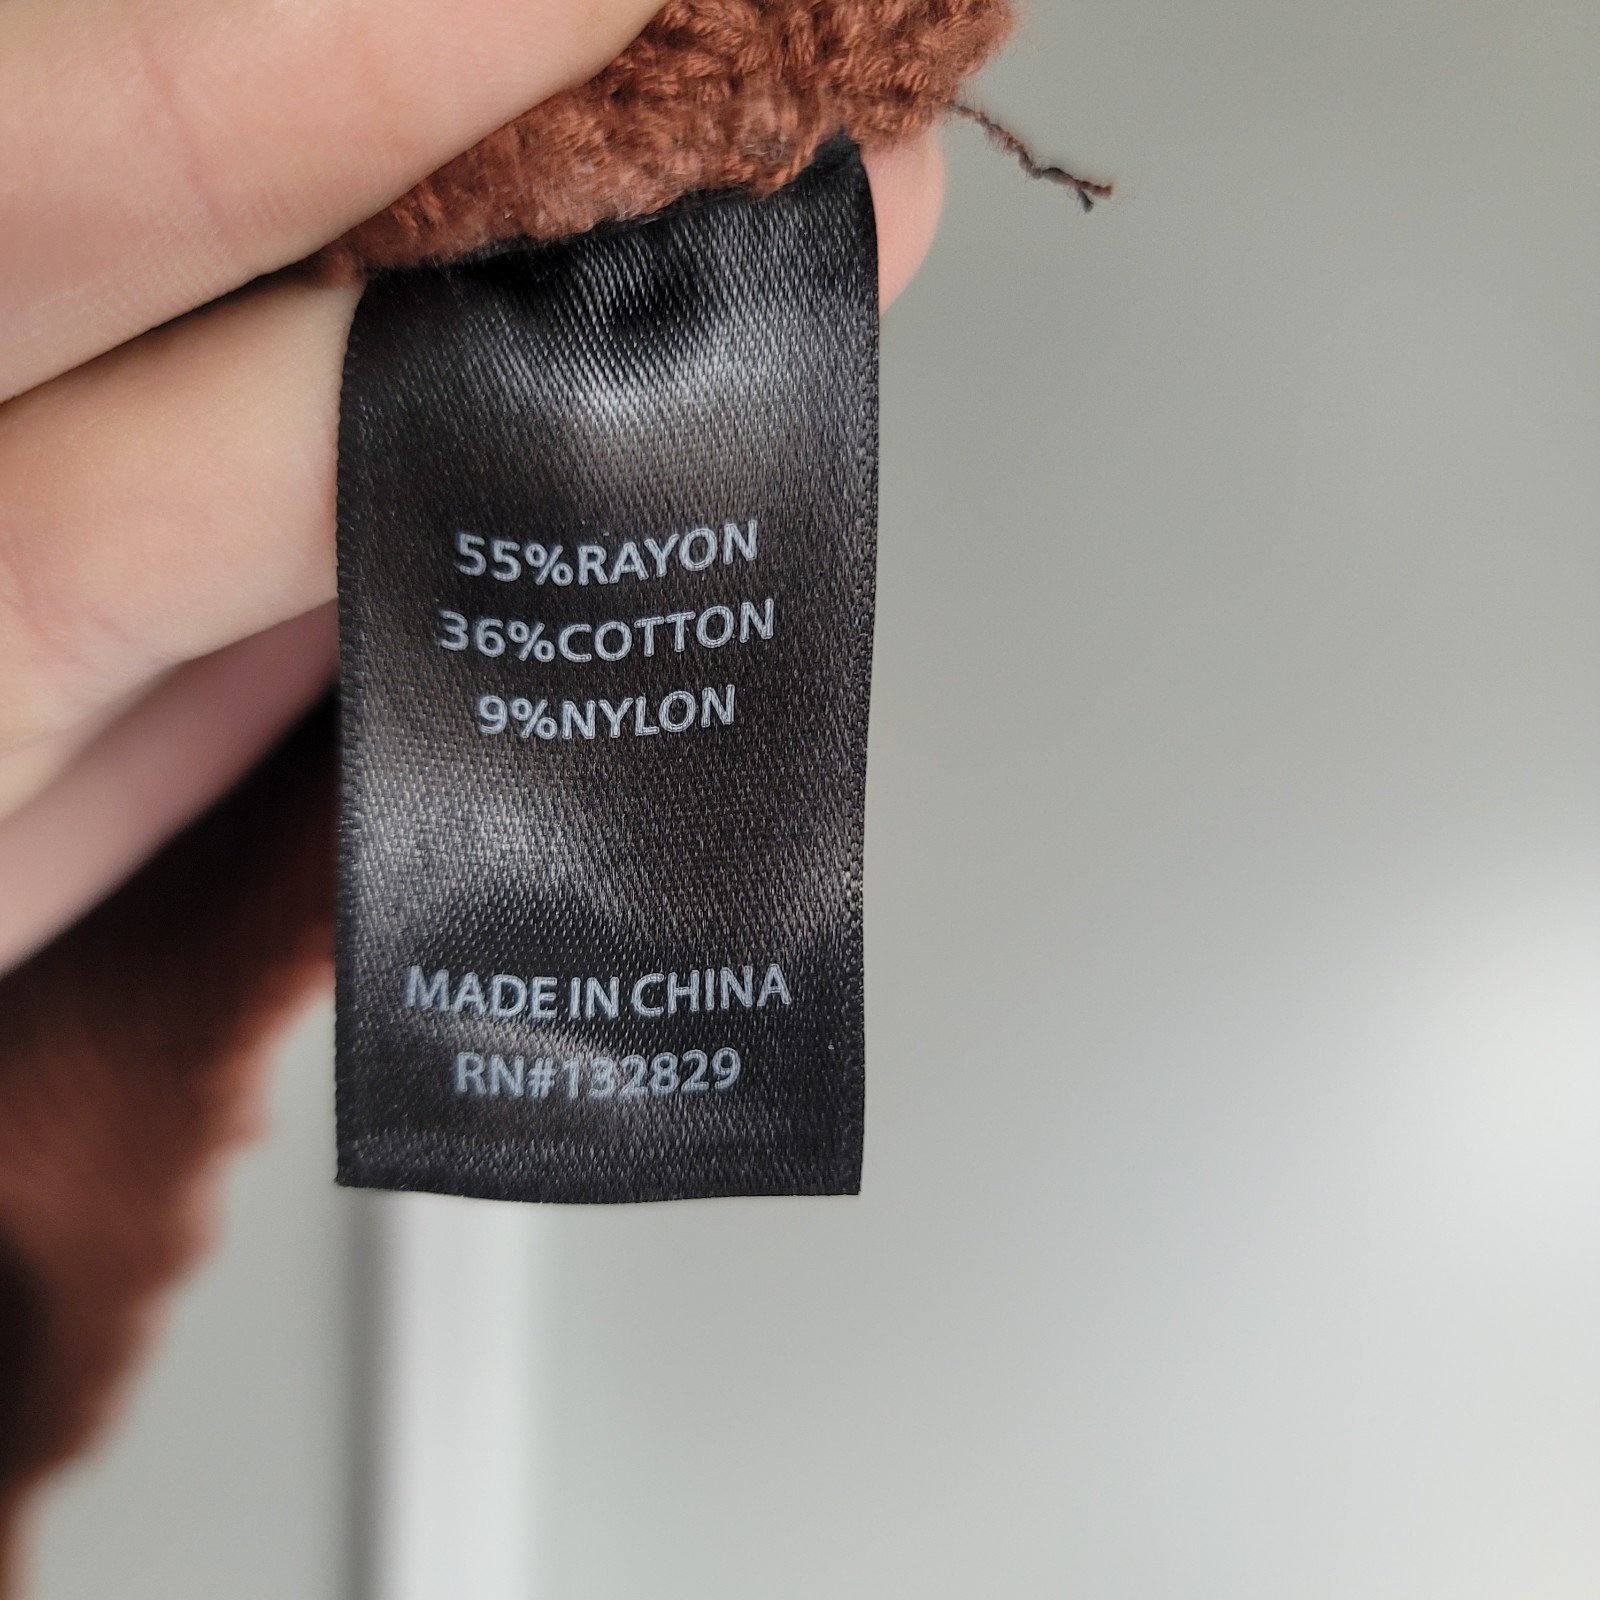 55%RAYON
36%COTTON
9%NYLON
MADE IN CHINA
RN#132829